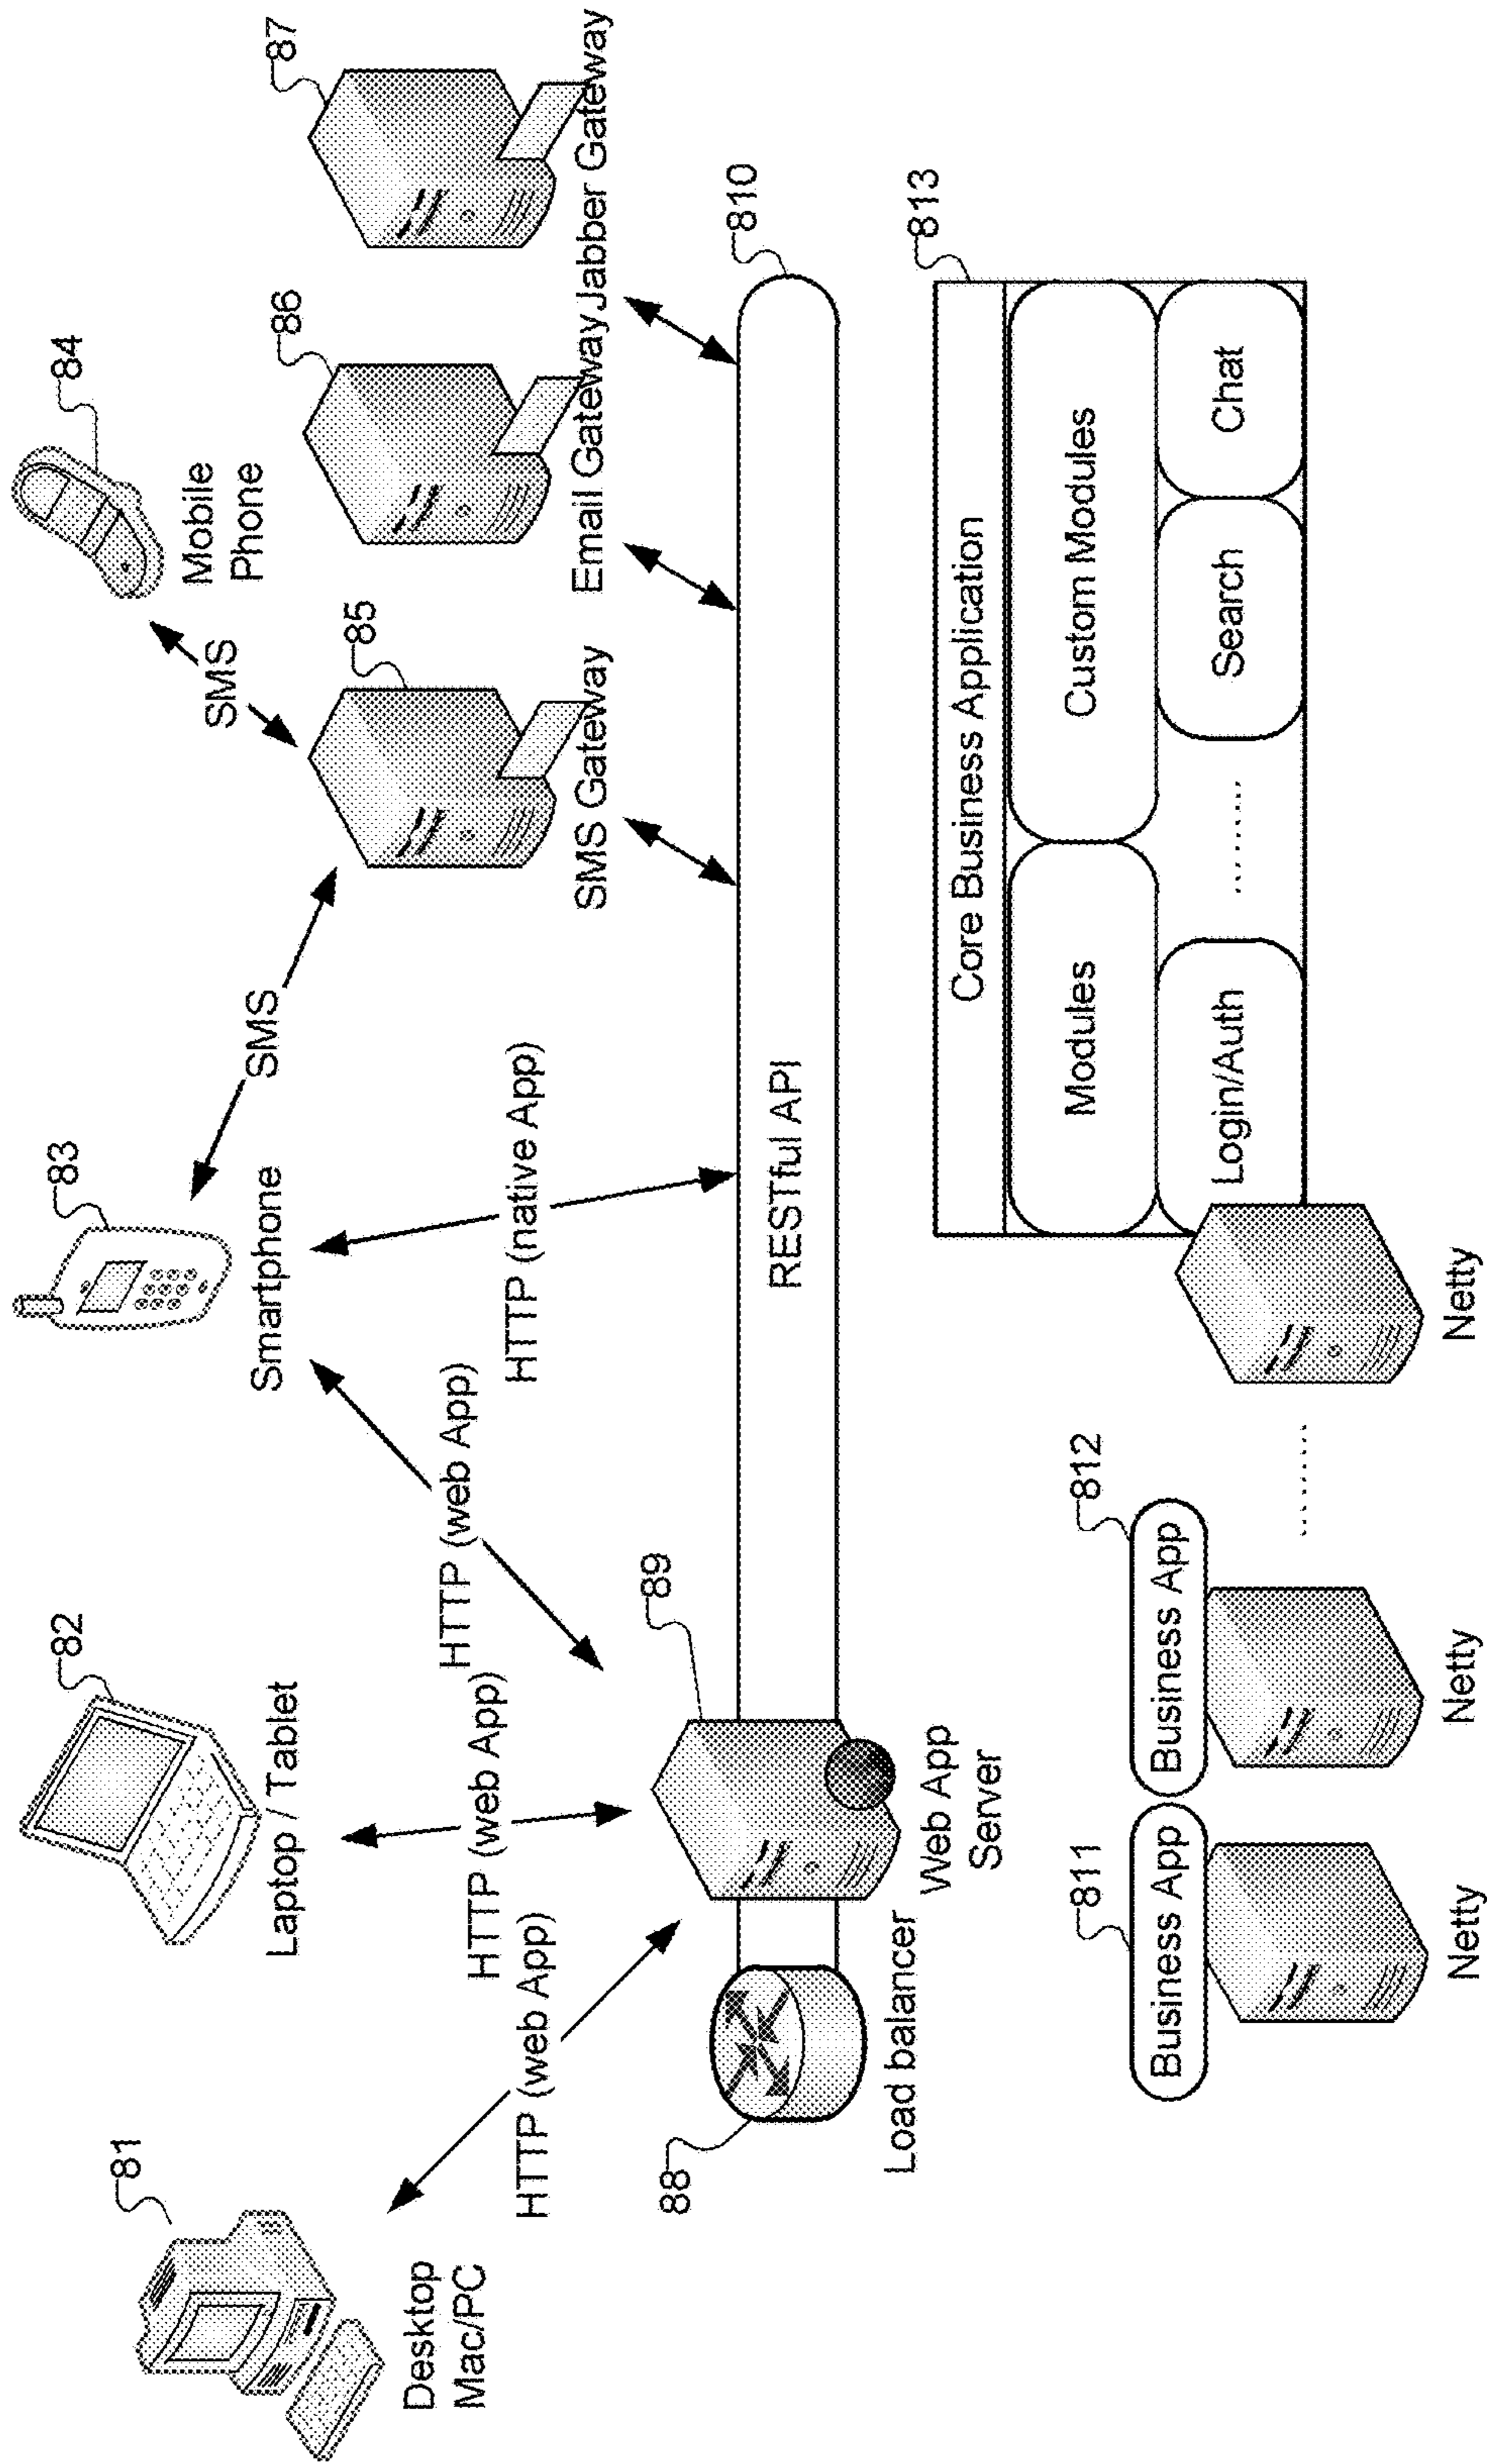 81
82
83
84
Desktop
Mac/PC
Laptop / Tablet
Smartphone
Mobile
Phone
SMS
SMS
85
86
87
HTTP (web App)
HTTP (web App)
HTTP (web App)
HTTP (native App)
SMS Gateway
Email Gateway
Jabber Gateway
88
89
810
RESTful API
Load balancer
Web App
Server
811
812
813
Business App
Business App
Core Business Application
Modules
Custom Modules
Login/Auth
........
Search
Chat
........
Netty
Netty
Netty